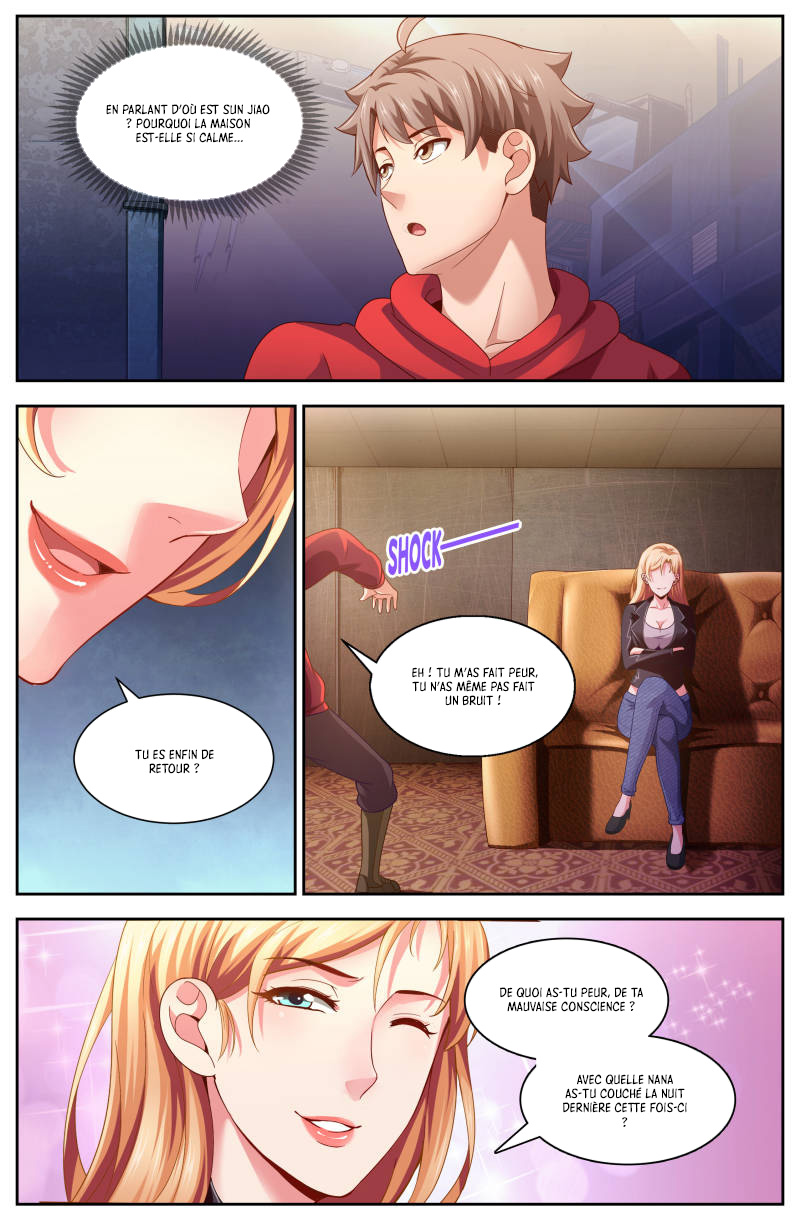 EN PARLANT D'OÙ EST SUN JIAO
? POURQUOI LA MAISON
EST-ELLE SI CALME...
TU ES ENFIN DE
RETOUR ?
SHOCK
EH ! TU M'AS FAIT PEUR,
TU N'AS MÊME PAS FAIT
UN BRUIT !
DE QUOI AS-TU PEUR, DE TA
MAUVAISE CONSCIENCE ?
AVEC QUELLE NANA
AS-TU COUCHÉ LA NUIT
DERNIÈRE CETTE FOIS-CI
?